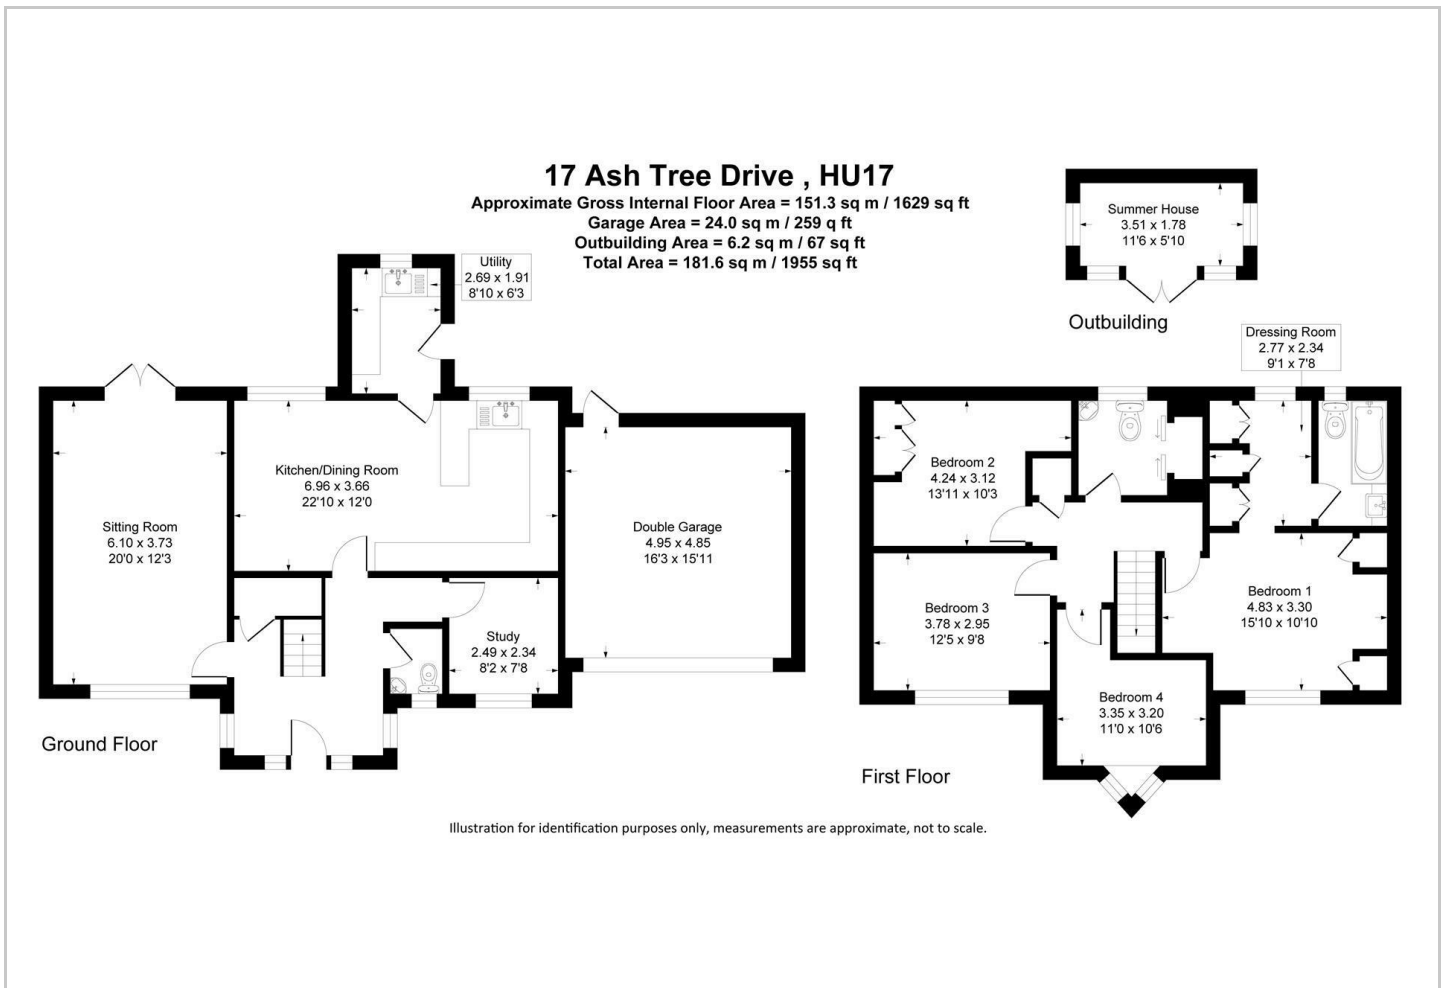 17 Ash Tree Drive , HU17
Approximate Gross Internal Floor Area = 151.3 sq m / 1629 sq ft
Garage Area = 24.0 sq m / 259 q ft
Outbuilding Area = 6.2 sq m / 67 sq ft
Total Area = 181.6 sq m / 1955 sq ft
Summer House
3.51 x 1.78
11'6 x 5'10
Outbuilding
Utility
2.69 x 1.91
8'10 x 6'3
Kitchen/Dining Room
6.96 x 3.66
22'10 x 12'0
Sitting Room
6.10 x 3.73
20'0 x 12'3
Double Garage
4.95 x 4.85
16'3 x 15'11
Study
2.49 x 2.34
8'2 x 7'8
Ground Floor
Dressing Room
2.77 x 2.34
9'1 x 7'8
Bedroom 2
4.24 x 3.12
13'11 x 10'3
Bedroom 1
4.83 x 3.30
15'10 x 10'10
Bedroom 3
3.78 x 2.95
12'5 x 9'8
Bedroom 4
3.35 x 3.20
11'0 x 10'6
First Floor
Illustration for identification purposes only, measurements are approximate, not to scale.